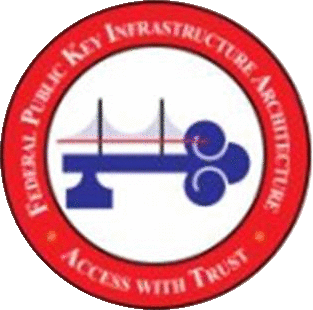 FEDERAL PUBLIC KEY INFRASTRUCTURE ARCHITECTURE
ACCESS WITH TRUST